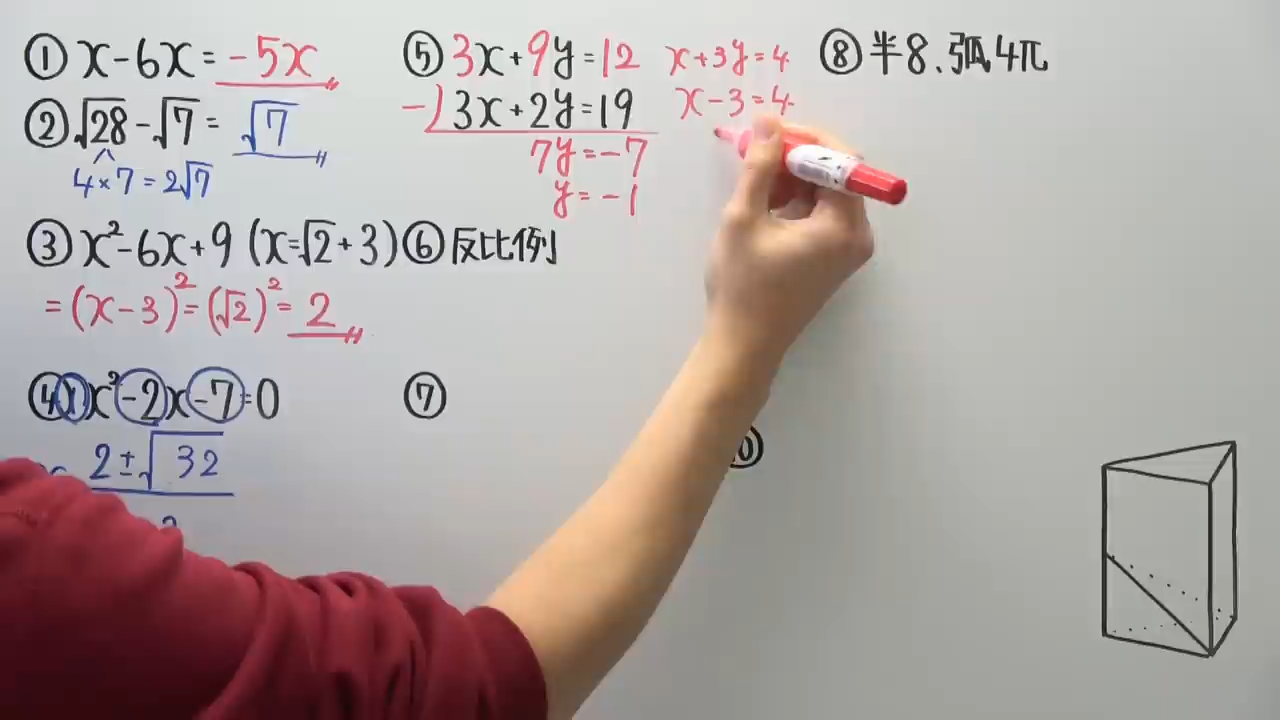 ① x-6x= -5x
② √28-√7= √7
4×7=2√7
③ x²-6x+9 (x=√2+3)
=(x-3)²=(√2)²=2
④ 1x²-2x-7=0
2±√32
⑤ 3x+9y=12
-)3x+2y=19
7y=-7
y=-1
x+3y=4
x-3=4
⑥ 反比例
⑦
⑧ 半8、弧4π